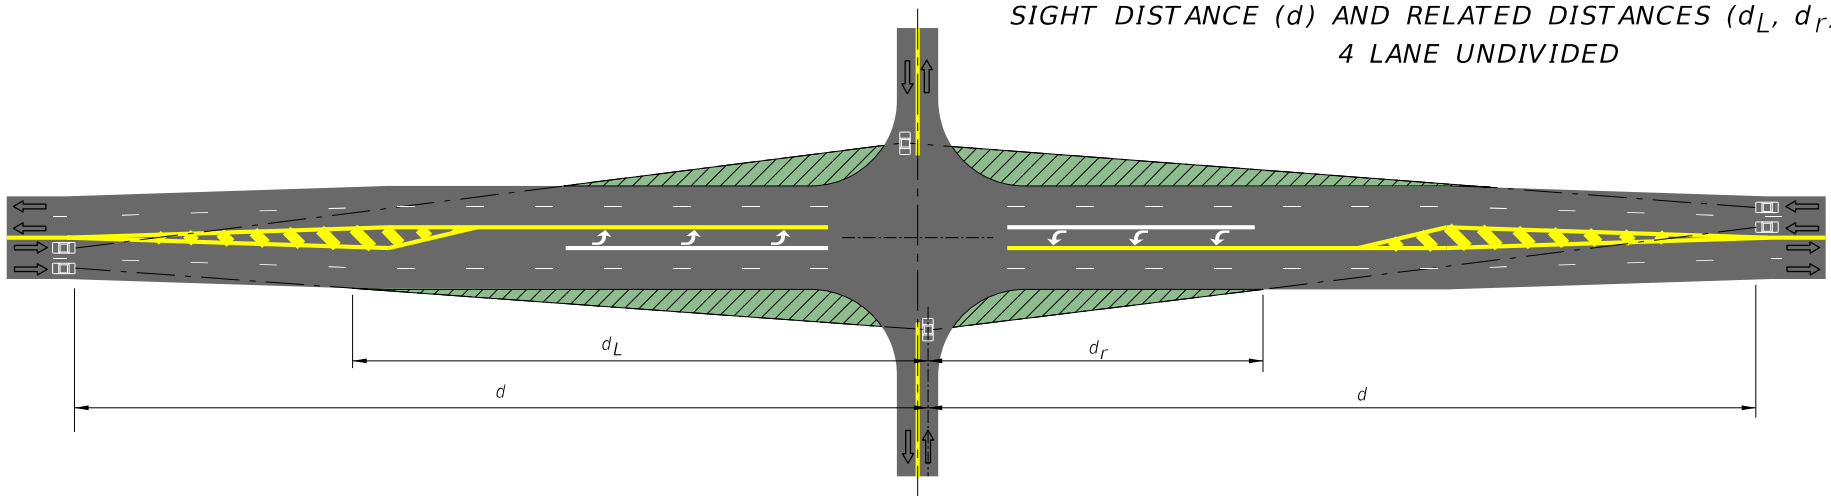 SIGHT DISTANCE (d) AND RELATED DISTANCES (dL, dr)
4 LANE UNDIVIDED
dL
dr
d
d